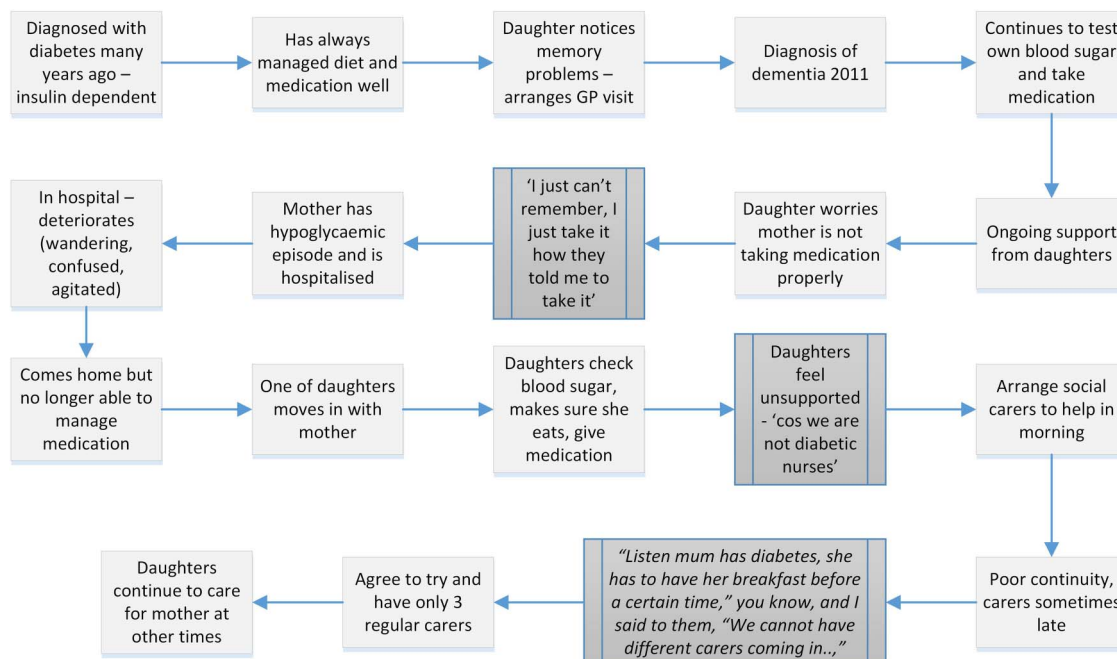 Diagnosed with
diabetes many
years ago –
insulin dependent
Has always
managed diet and
medication well
Daughter notices
memory
problems –
arranges GP visit
Diagnosis of
dementia 2011
Continues to test
own blood sugar
and take
medication
Ongoing support
from daughters
Daughter worries
mother is not
taking medication
properly
‘I just can’t
remember, I
just take it
how they
told me to
take it’
Mother has
hypoglycaemic
episode and is
hospitalised
In hospital –
deteriorates
(wandering,
confused,
agitated)
Comes home but
no longer able to
manage
medication
One of daughters
moves in with
mother
Daughters check
blood sugar,
makes sure she
eats, give
medication
Daughters
feel
unsupported
- ‘cos we are
not diabetic
nurses’
Arrange social
carers to help in
morning
Poor continuity,
carers sometimes
late
“Listen mum has diabetes, she
has to have her breakfast before
a certain time,” you know, and I
said to them, “We cannot have
different carers coming in..,”
Agree to try and
have only 3
regular carers
Daughters
continue to care
for mother at
other times